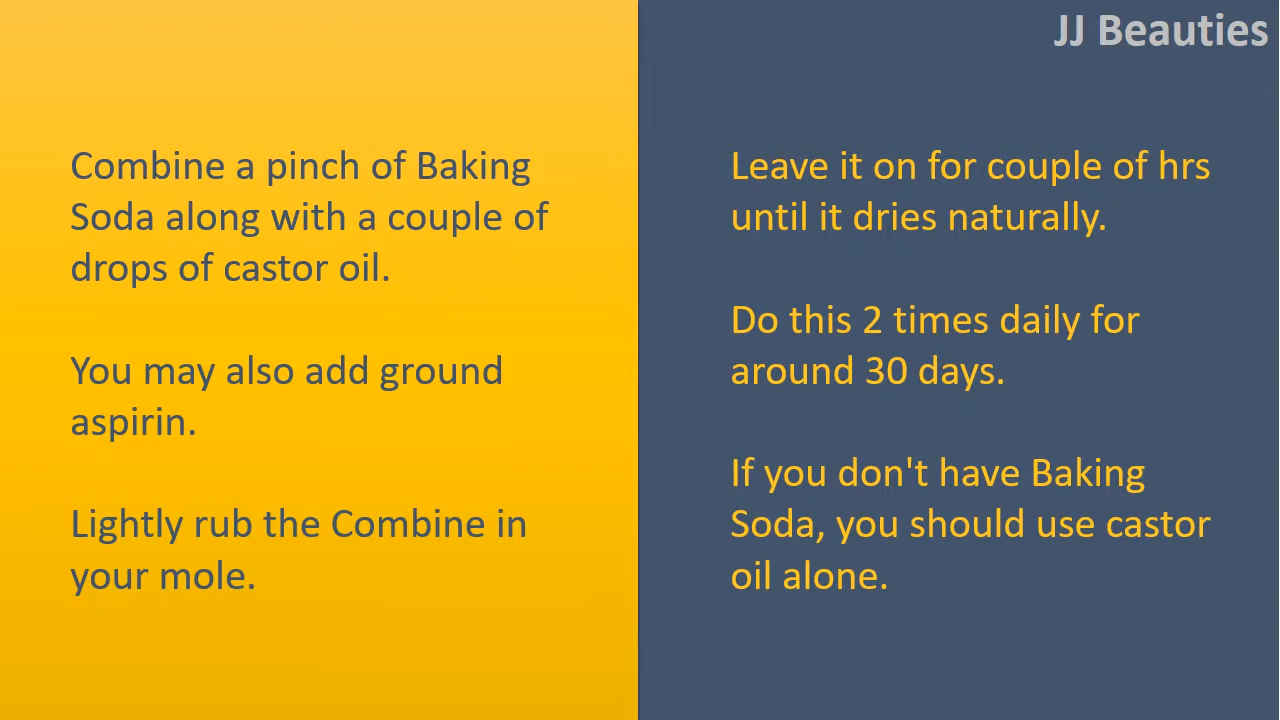 JJ Beauties
Combine a pinch of Baking
Soda along with a couple of
drops of castor oil.
You may also add ground
aspirin.
Lightly rub the Combine in
your mole.
Leave it on for couple of hrs
until it dries naturally.
Do this 2 times daily for
around 30 days.
If you don't have Baking
Soda, you should use castor
oil alone.